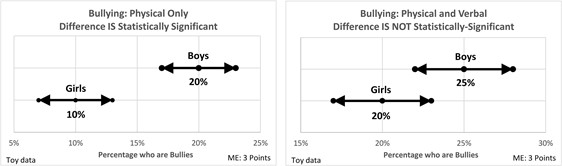 Bullying: Physical Only
Difference IS Statistically Significant
Boys
20%
Girls
10%
5% 10% 15% 20% 25%
Percentage who are Bullies
Toy data
ME: 3 Points
Bullying: Physical and Verbal
Difference IS NOT Statistically-Significant
Boys
25%
Girls
20%
15% 20% 25% 30%
Percentage who are Bullies
Toy data
ME: 3 Points